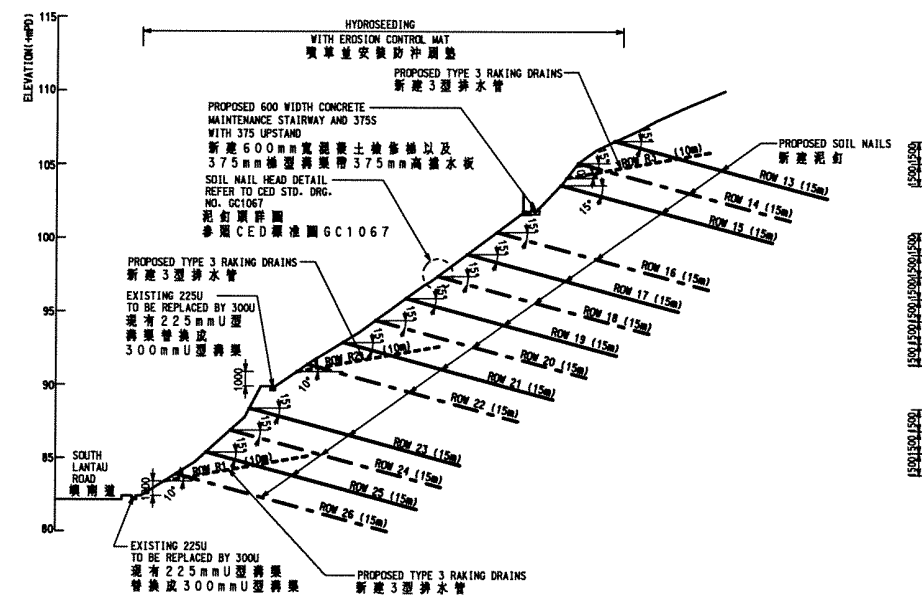 115
110
105
100
95
90
85
80
ELEVATION(+mPD)
HYDROSEEDING
WITH EROSION CONTROL MAT
噴草並安裝防沖刷墊
PROPOSED TYPE 3 RAKING DRAINS
新建3型排水管
PROPOSED 600 WIDTH CONCRETE
MAINTENANCE STAIRWAY AND 375S
WITH 375 UPSTAND
新建600mm寬混凝土檢修梯以及
375mm梯型溝渠帶375mm高擋水板
PROPOSED SOIL NAILS
新建泥釘
SOIL NAIL HEAD DETAIL
REFER TO CED STD. DRG.
NO. GC1067
泥釘頭詳圖
參照CED標准圖GC1067
PROPOSED TYPE 3 RAKING DRAINS
新建3型排水管
EXISTING 225U
TO BE REPLACED BY 300U
現有225mmU型
溝渠替換成
300mmU型溝渠
ROW 13 (15m)
ROW 14 (15m)
ROW 15 (15m)
ROW 16 (15m)
ROW 17 (15m)
ROW 18 (15m)
ROW 19 (15m)
ROW 20 (15m)
ROW R2 (10m)
ROW 21 (15m)
ROW 22 (15m)
ROW 23 (15m)
ROW 24 (15m)
ROW R1 (10m)
ROW 25 (15m)
ROW 26 (15m)
15°
10°
10°
1000
SOUTH
LANTAU
ROAD
嶼南道
EXISTING 225U
TO BE REPLACED BY 300U
現有225mmU型溝渠
替換成300mmU型溝渠
PROPOSED TYPE 3 RAKING DRAINS
新建3型排水管